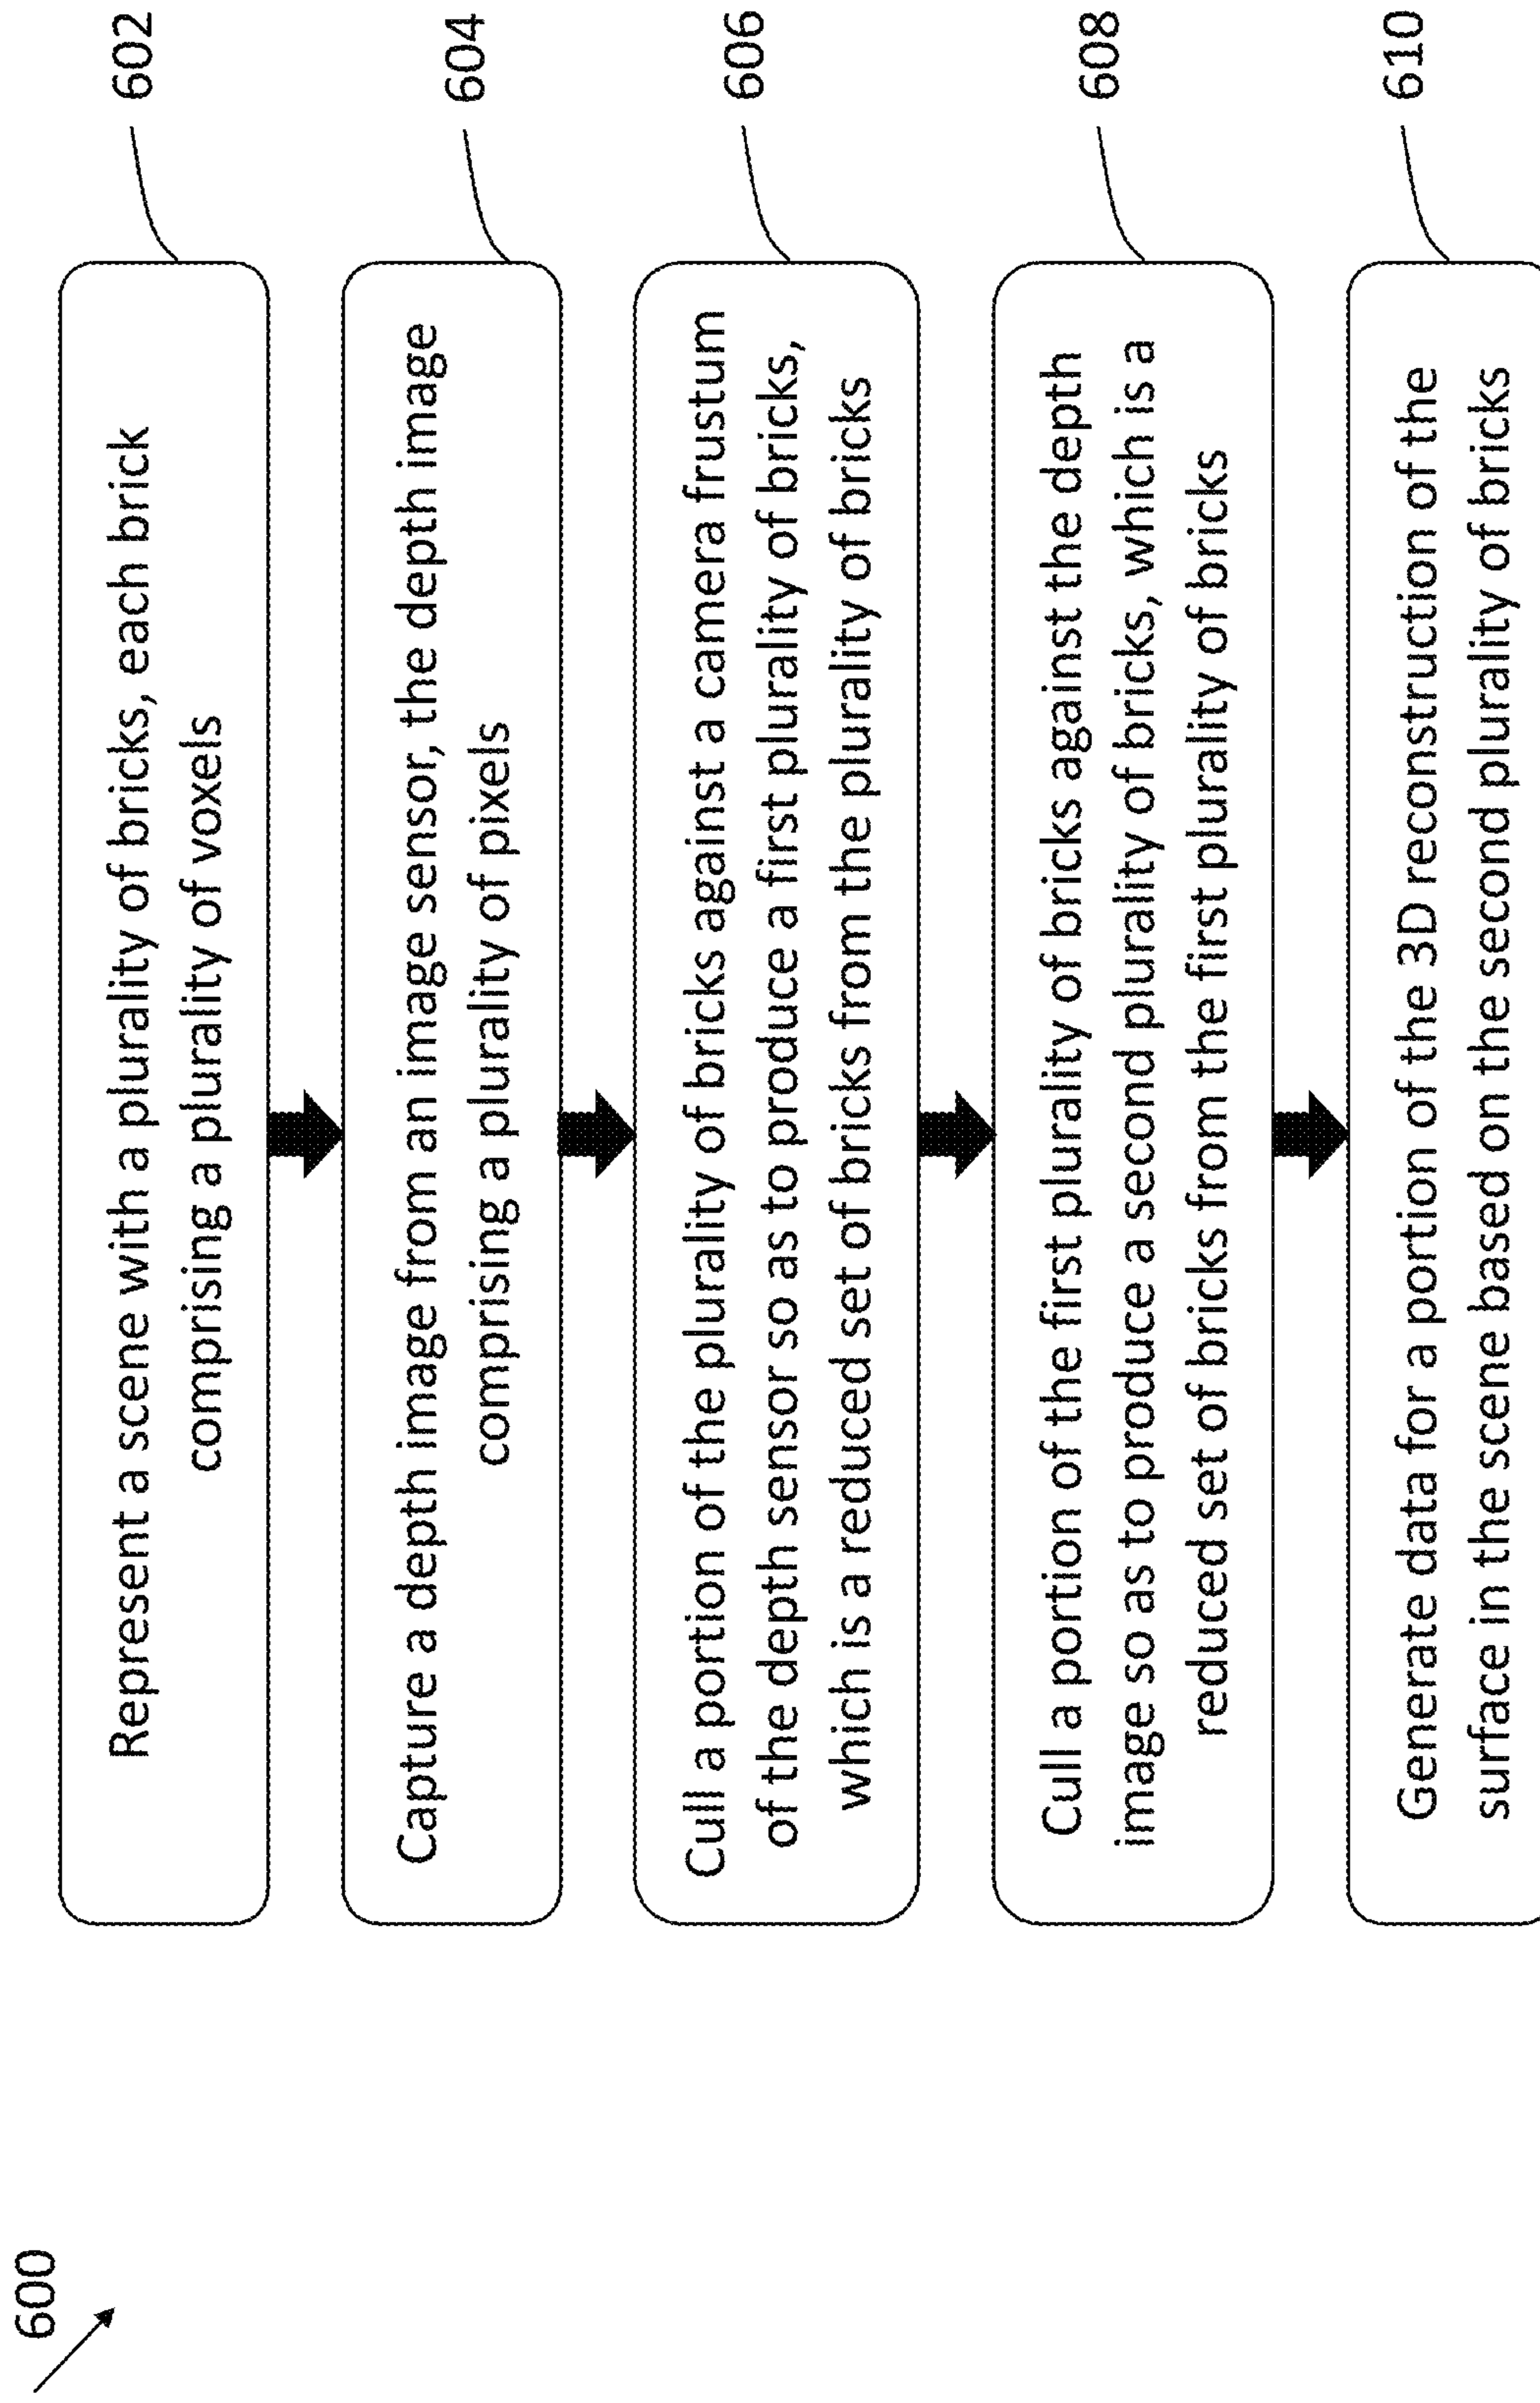 600
Represent a scene with a plurality of bricks, each brick
comprising a plurality of voxels
602
Capture a depth image from an image sensor, the depth image
comprising a plurality of pixels
604
Cull a portion of the plurality of bricks against a camera frustum
of the depth sensor so as to produce a first plurality of bricks,
which is a reduced set of bricks from the plurality of bricks
606
Cull a portion of the first plurality of bricks against the depth
image so as to produce a second plurality of bricks, which is a
reduced set of bricks from the first plurality of bricks
608
Generate data for a portion of the 3D reconstruction of the
surface in the scene based on the second plurality of bricks
610